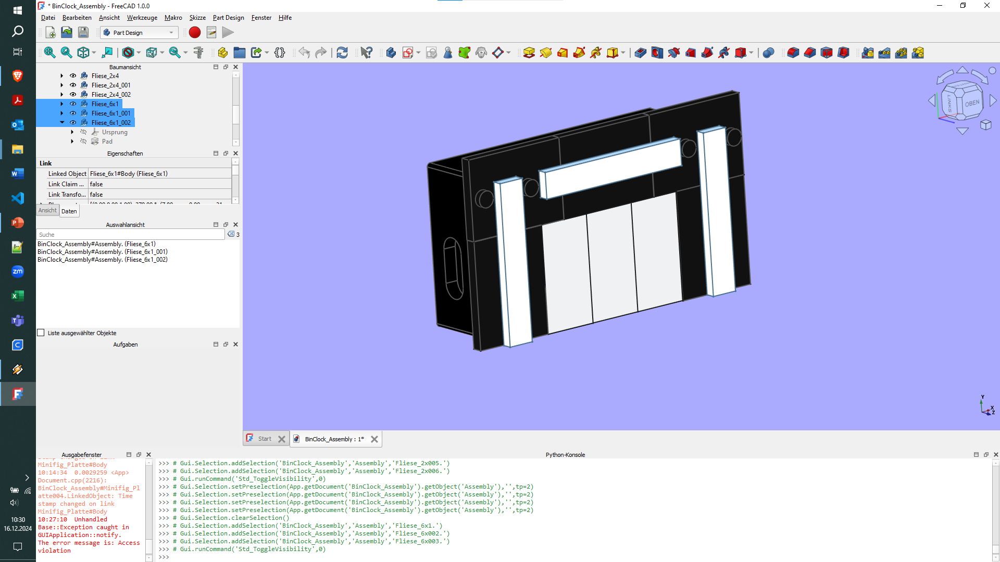 * BinClock_Assembly - FreeCAD 1.0.0
Datei Bearbeiten Ansicht Werkzeuge Makro Skizze Part Design Fenster Hilfe
Part Design
Baumansicht
Fliese_2x4
Fliese_2x4_001
Fliese_2x4_002
Fliese_6x1
Fliese_6x1_001
Fliese_6x1_002
Ursprung
Pad
Eigenschaften
Link
Linked Object Fliese_6x1#Body (Fliese_6x1)
Link Claim ... false
Link Transfo... false
Ansicht Daten
Auswahlansicht
Suche
3
BinClock_Assembly#Assembly. (Fliese_6x1)
BinClock_Assembly#Assembly. (Fliese_6x1_001)
BinClock_Assembly#Assembly. (Fliese_6x1_002)
Liste ausgewählter Objekte
Aufgaben
LINKS
OBEN
Y
X
Z
Start
BinClock_Assembly : 1*
Ausgabefenster
Minifig_Platte#Body
10:14:34 0.0029259 <App>
Document.cpp(2216):
BinClock_Assembly#Minifig_Pl
atte004.LinkedObject: Time
stamp changed on link
Minifig_Platte#Body
10:27:10 Unhandled
Base::Exception caught in
GUIApplication::notify.
The error message is: Access
violation
Python-Konsole
>>> # Gui.Selection.addSelection('BinClock_Assembly','Assembly','Fliese_2x005.')
>>> # Gui.Selection.addSelection('BinClock_Assembly','Assembly','Fliese_2x006.')
>>> # Gui.runCommand('Std_ToggleVisibility',0)
>>> # Gui.Selection.setPreselection(App.getDocument('BinClock_Assembly').getObject('Assembly'),'',tp=2)
>>> # Gui.Selection.setPreselection(App.getDocument('BinClock_Assembly').getObject('Assembly'),'',tp=2)
>>> # Gui.Selection.setPreselection(App.getDocument('BinClock_Assembly').getObject('Assembly'),'',tp=2)
>>> # Gui.Selection.setPreselection(App.getDocument('BinClock_Assembly').getObject('Assembly'),'',tp=2)
>>> # Gui.Selection.clearSelection()
>>> # Gui.Selection.addSelection('BinClock_Assembly','Assembly','Fliese_6x1.')
>>> # Gui.Selection.addSelection('BinClock_Assembly','Assembly','Fliese_6x002.')
>>> # Gui.Selection.addSelection('BinClock_Assembly','Assembly','Fliese_6x003.')
>>> # Gui.runCommand('Std_ToggleVisibility',0)
>>>
zm
10:30
16.12.2024